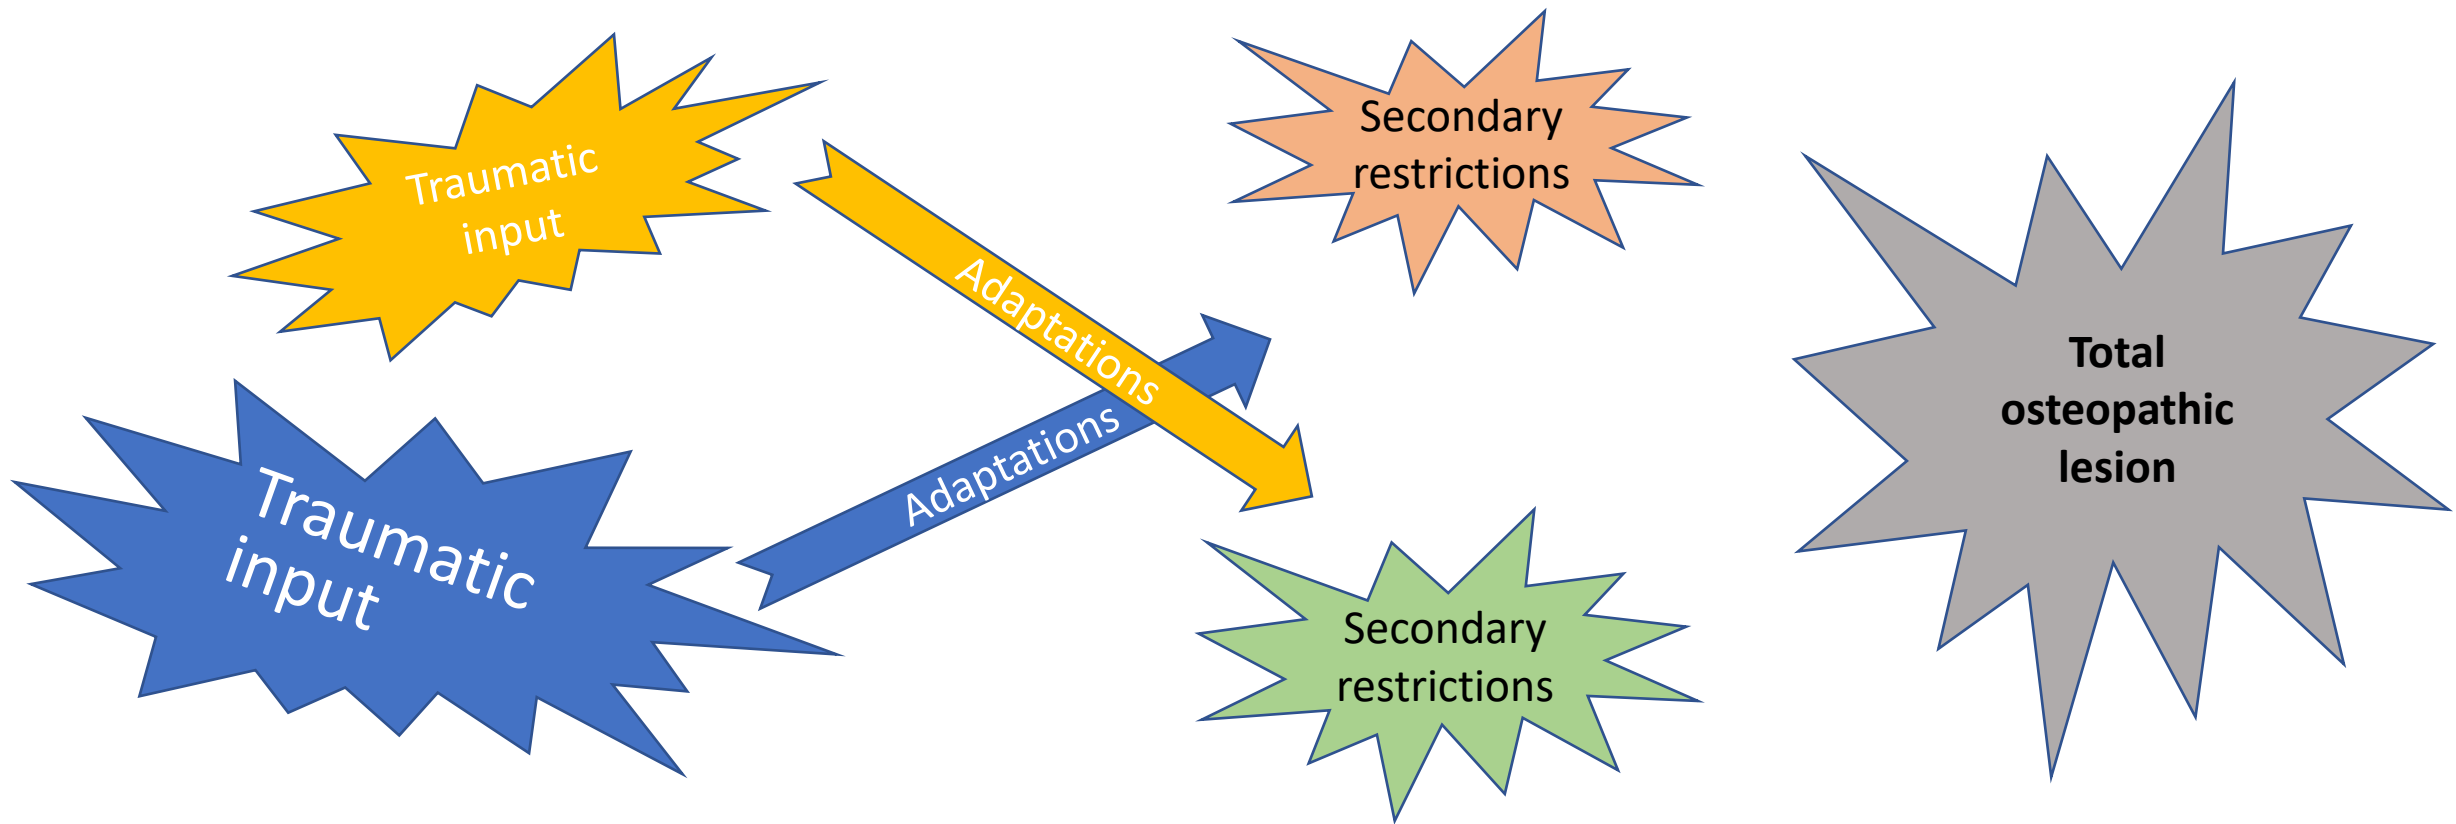 Traumatic
input
Traumatic
input
Adaptations
Adaptations
Secondary
restrictions
Secondary
restrictions
Total
osteopathic
lesion